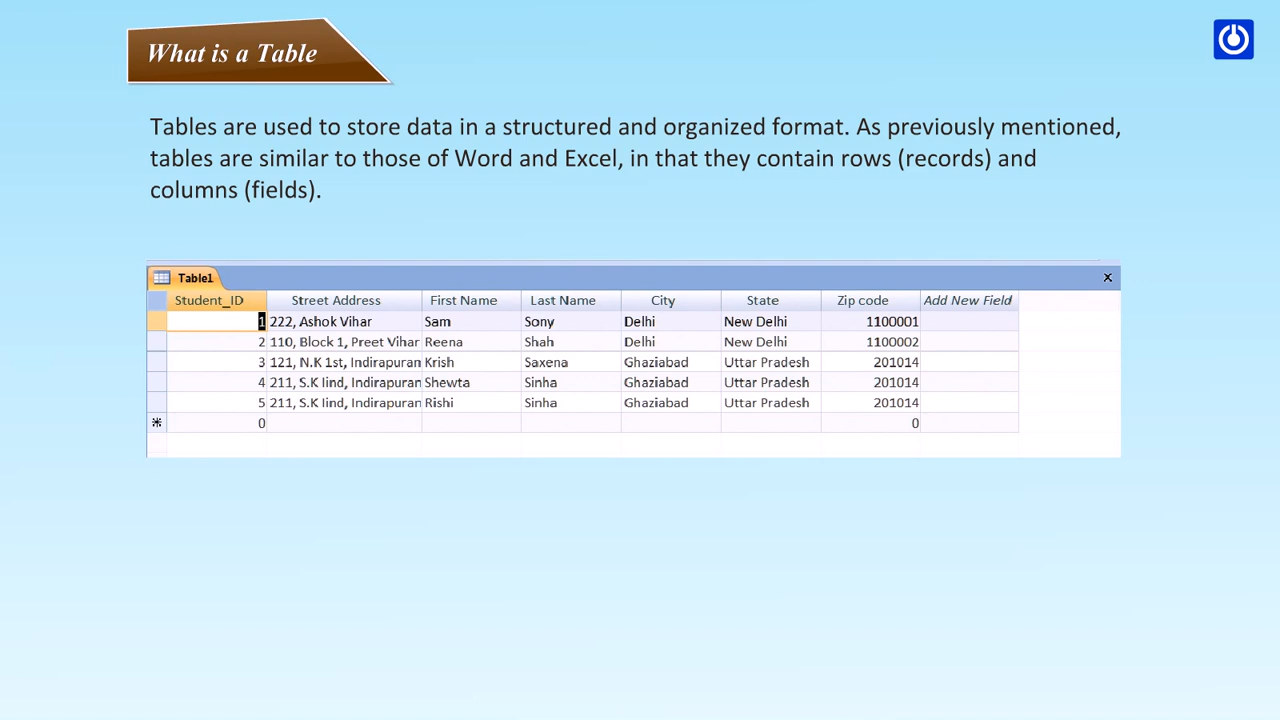 What is a Table
Tables are used to store data in a structured and organized format. As previously mentioned,
tables are similar to those of Word and Excel, in that they contain rows (records) and
columns (fields).
Table1 x
Student_ID Street Address First Name Last Name City State Zip code Add New Field
1 222, Ashok Vihar Sam Sony Delhi New Delhi 1100001
2 110, Block 1, Preet Vihar Reena Shah Delhi New Delhi 1100002
3 121, N.K 1st, Indirapuram Krish Saxena Ghaziabad Uttar Pradesh 201014
4 211, S.K Iind, Indirapuran Shewta Sinha Ghaziabad Uttar Pradesh 201014
5 211, S.K Iind, Indirapuran Rishi Sinha Ghaziabad Uttar Pradesh 201014
* 0 0